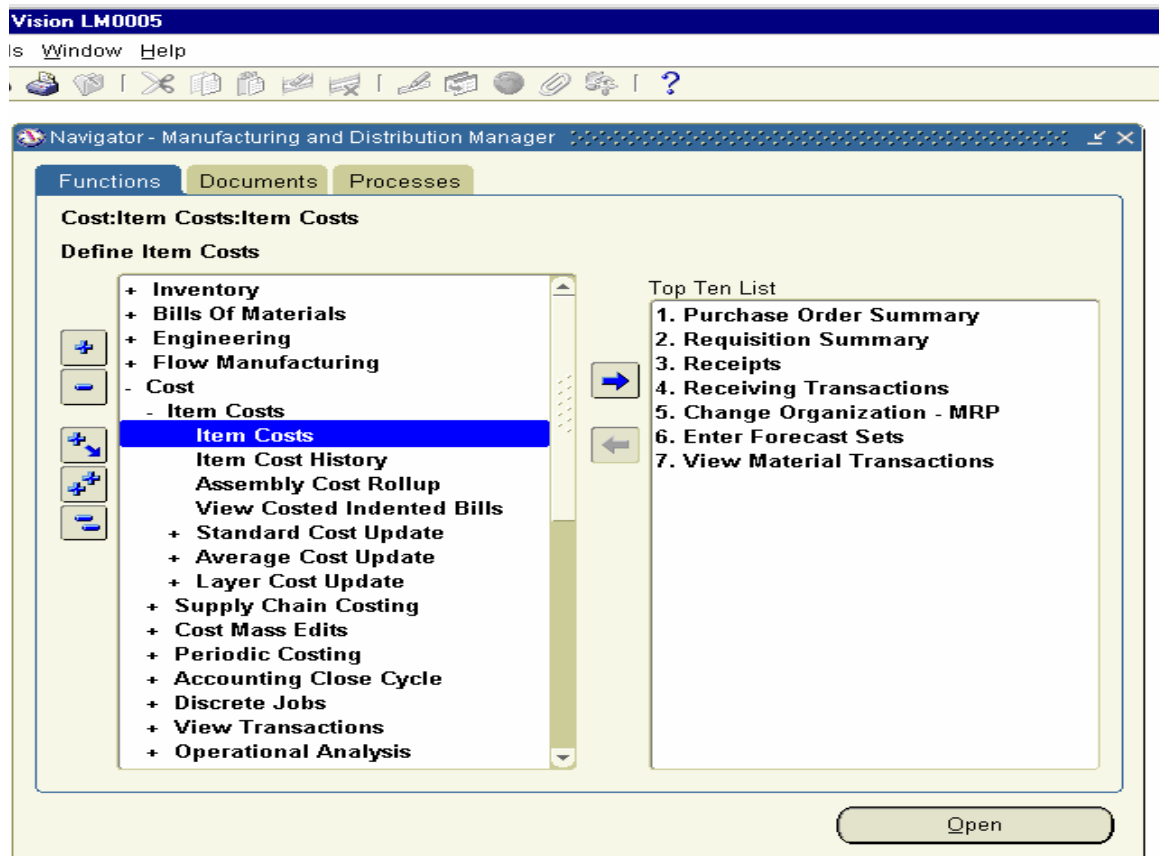 Vision LM0005
ls Window Help
Navigator - Manufacturing and Distribution Manager
Functions Documents Processes
Cost:Item Costs:Item Costs
Define Item Costs
+ Inventory
+ Bills Of Materials
+ Engineering
+ Flow Manufacturing
- Cost
- Item Costs
Item Costs
Item Cost History
Assembly Cost Rollup
View Costed Indented Bills
+ Standard Cost Update
+ Average Cost Update
+ Layer Cost Update
+ Supply Chain Costing
+ Cost Mass Edits
+ Periodic Costing
+ Accounting Close Cycle
+ Discrete Jobs
+ View Transactions
+ Operational Analysis
Top Ten List
1. Purchase Order Summary
2. Requisition Summary
3. Receipts
4. Receiving Transactions
5. Change Organization - MRP
6. Enter Forecast Sets
7. View Material Transactions
Open